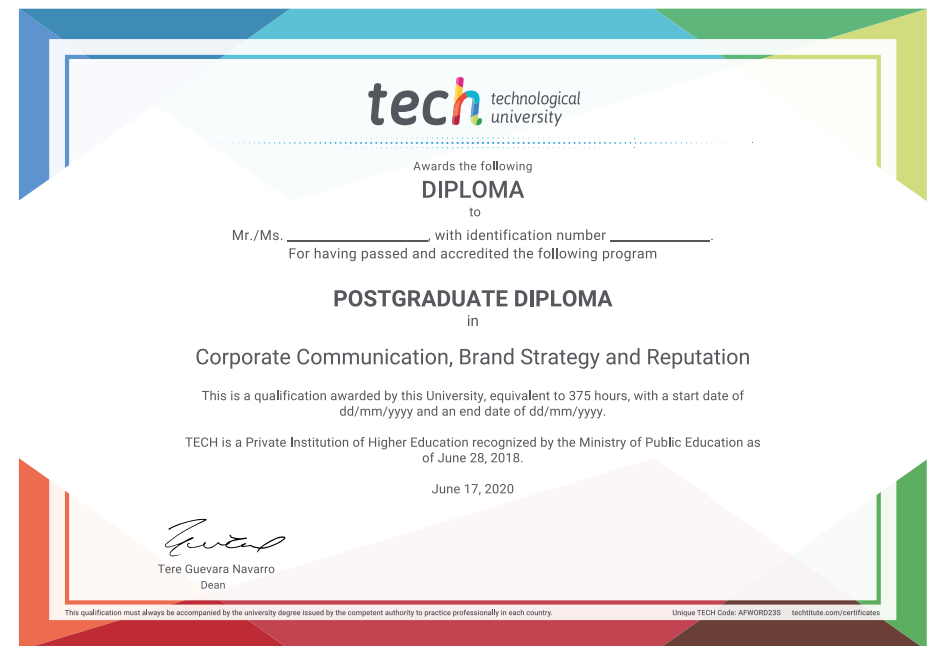 tech technological
university
Awards the following
DIPLOMA
to
Mr./Ms. ____________________, with identification number ______________.
For having passed and accredited the following program
POSTGRADUATE DIPLOMA
in
Corporate Communication, Brand Strategy and Reputation
This is a qualification awarded by this University, equivalent to 375 hours, with a start date of
dd/mm/yyyy and an end date of dd/mm/yyyy.
TECH is a Private Institution of Higher Education recognized by the Ministry of Public Education as
of June 28, 2018.
June 17, 2020
Tere Guevara Navarro
Dean
This qualification must always be accompanied by the university degree issued by the competent authority to practice professionally in each country.
Unique TECH Code: AFWORD23S techtitute.com/certificates